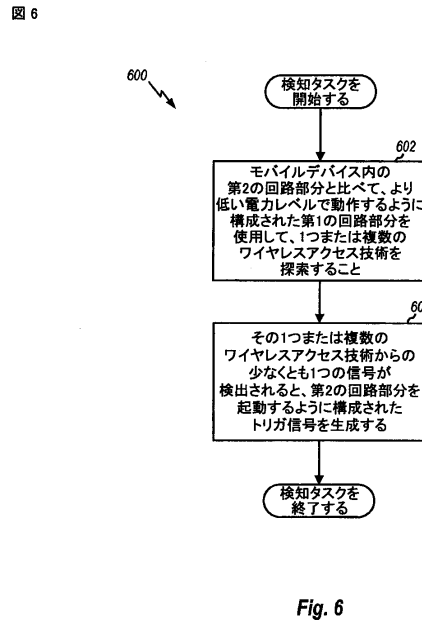 図 6
600
検知タスクを
開始する
602
モバイルデバイス内の
第2の回路部分と比べて、より
低い電力レベルで動作するように
構成された第1の回路部分を
使用して、1つまたは複数の
ワイヤレスアクセス技術を
探索すること
その1つまたは複数の
ワイヤレスアクセス技術からの
少なくとも1つの信号が
検出されると、第2の回路部分を
起動するように構成された
トリガ信号を生成する
検知タスクを
終了する
Fig. 6